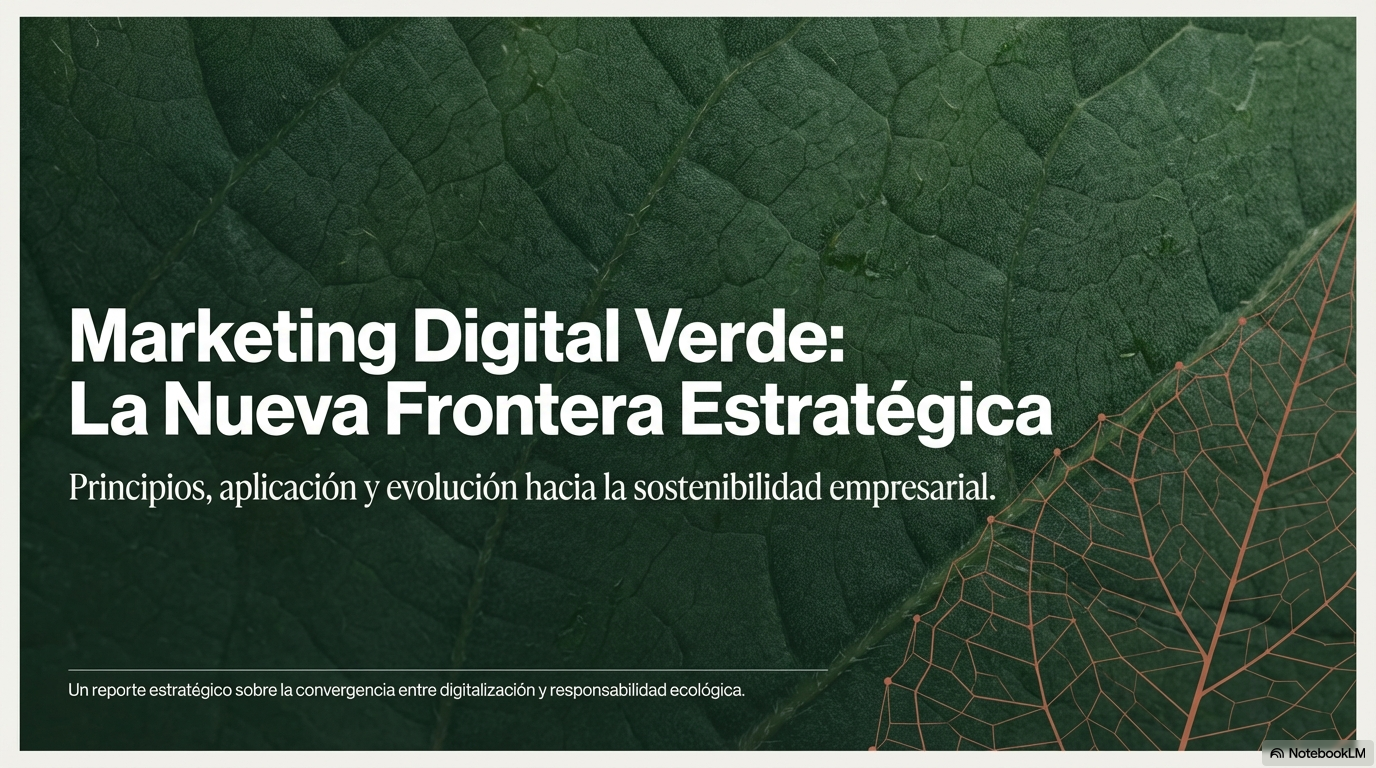 Marketing Digital Verde:
La Nueva Frontera Estratégica
Principios, aplicación y evolución hacia la sostenibilidad empresarial.
Un reporte estratégico sobre la convergencia entre digitalización y responsabilidad ecológica.
NotebookLM